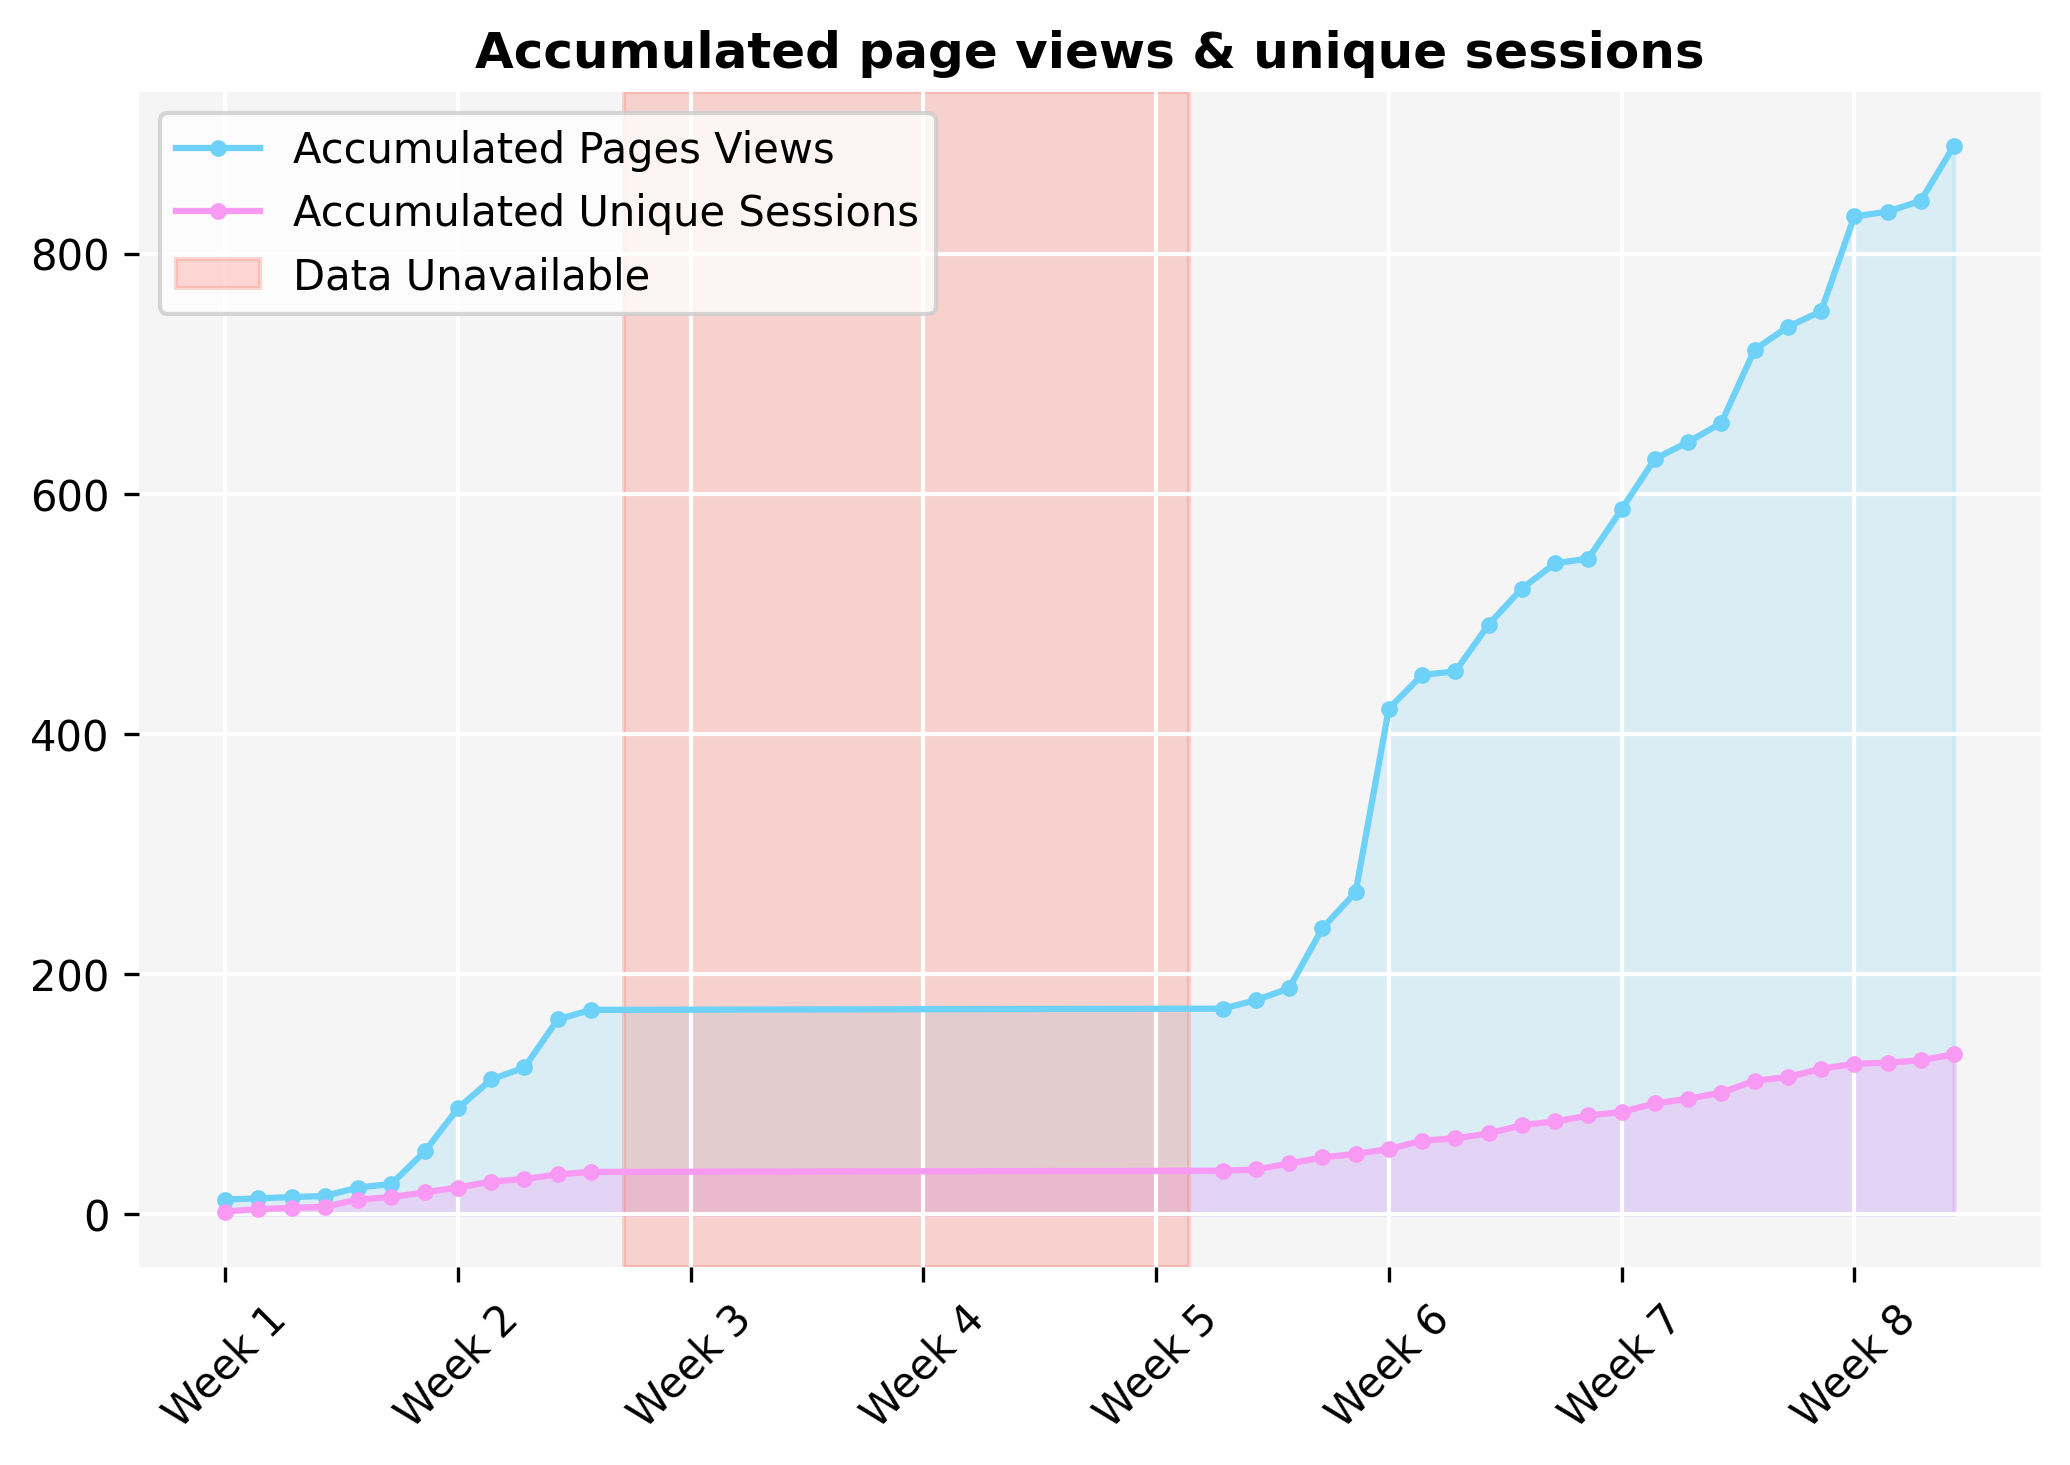 Accumulated page views & unique sessions
Accumulated Pages Views
Accumulated Unique Sessions
Data Unavailable
800
600
400
200
0
Week 1
Week 2
Week 3
Week 4
Week 5
Week 6
Week 7
Week 8